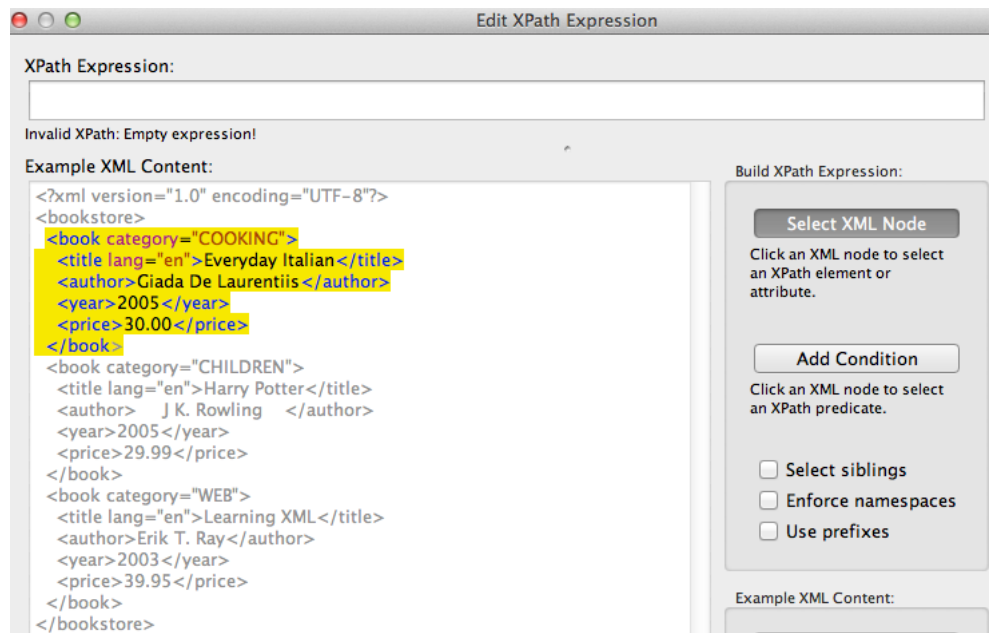 Edit XPath Expression
XPath Expression:
Invalid XPath: Empty expression!
Example XML Content:
<?xml version="1.0" encoding="UTF-8"?>
<bookstore>
<book category="COOKING">
<title lang="en">Everyday Italian</title>
<author>Giada De Laurentiis</author>
<year>2005</year>
<price>30.00</price>
</book>
<book category="CHILDREN">
<title lang="en">Harry Potter</title>
<author>    J K. Rowling    </author>
<year>2005</year>
<price>29.99</price>
</book>
<book category="WEB">
<title lang="en">Learning XML</title>
<author>Erik T. Ray</author>
<year>2003</year>
<price>39.95</price>
</book>
</bookstore>
Build XPath Expression:
Select XML Node
Click an XML node to select
an XPath element or
attribute.
Add Condition
Click an XML node to select
an XPath predicate.
Select siblings
Enforce namespaces
Use prefixes
Example XML Content: